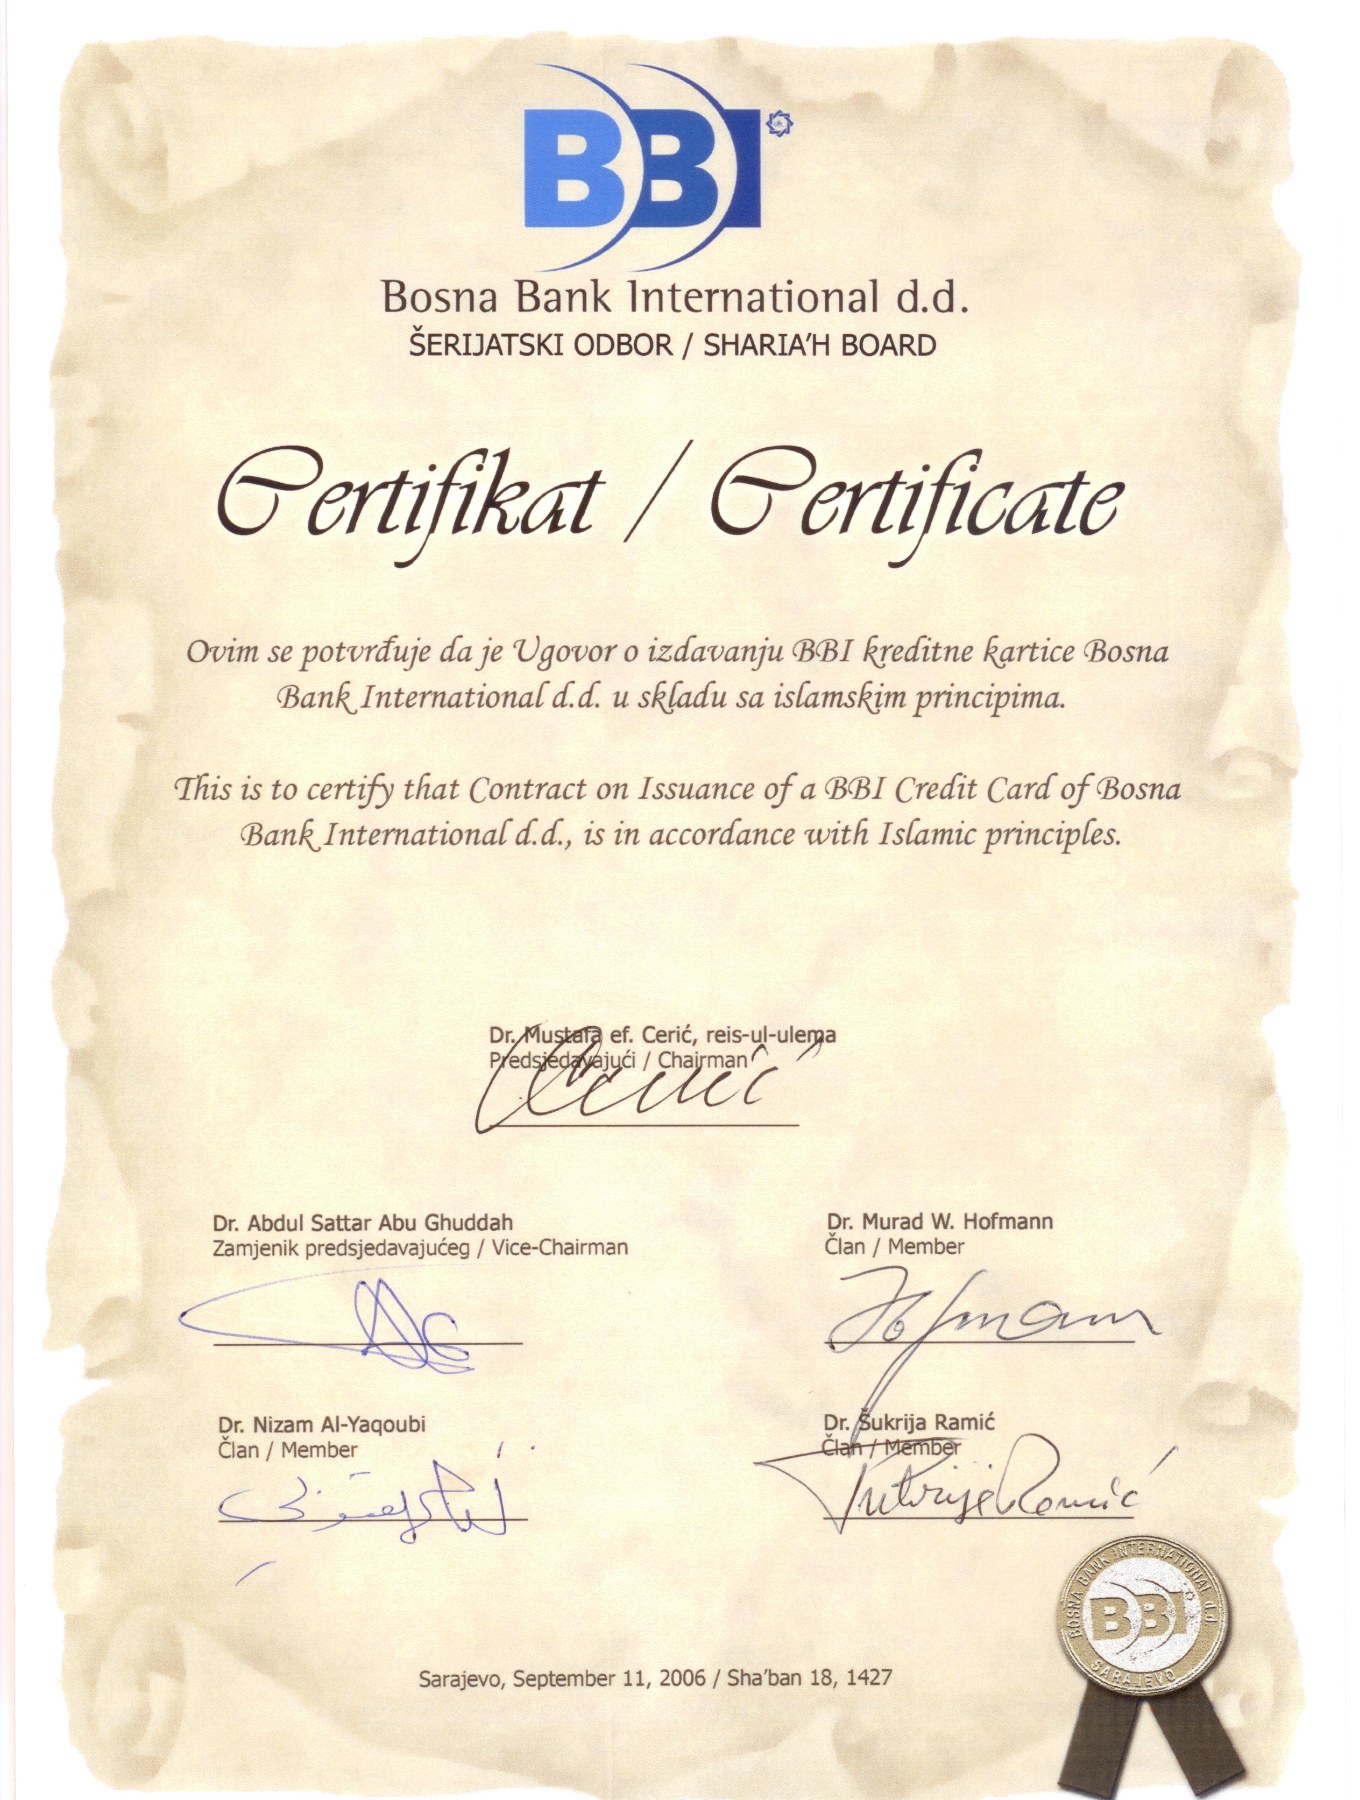 BBI
Bosna Bank International d.d.
ŠERIJATSKI ODBOR / SHARIA'H BOARD
Certifikat / Certificate
Ovim se potvrđuje da je Ugovor o izdavanju BBI kreditne kartice Bosna
Bank International d.d. u skladu sa islamskim principima.
This is to certify that Contract on Issuance of a BBI Credit Card of Bosna
Bank International d.d., is in accordance with Islamic principles.
Dr. Mustafa ef. Cerić, reis-ul-ulema
Predsjedavajući / Chairman
Cerić
Dr. Abdul Sattar Abu Ghuddah
Zamjenik predsjedavajućeg / Vice-Chairman
Dr. Murad W. Hofmann
Član / Member
Hofmann
Dr. Nizam Al-Yaqoubi
Član / Member
Dr. Šukrija Ramić
Član / Member
Šukrija Ramić
BOSNA BANK INTERNATIONAL d.d.
BBI
SARAJEVO
Sarajevo, September 11, 2006 / Sha'ban 18, 1427